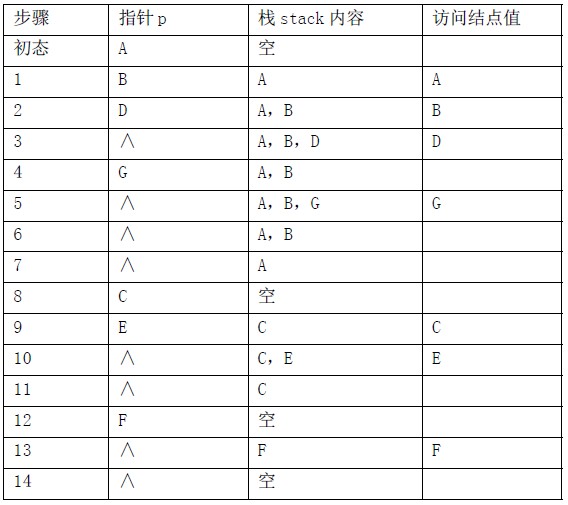 步骤 指针 p 栈 stack 内容 访问结点值
初态 A 空
1 B A A
2 D A，B B
3 ∧ A，B，D D
4 G A，B
5 ∧ A，B，G G
6 ∧ A，B
7 ∧ A
8 C 空
9 E C C
10 ∧ C，E E
11 ∧ C
12 F 空
13 ∧ F F
14 ∧ 空